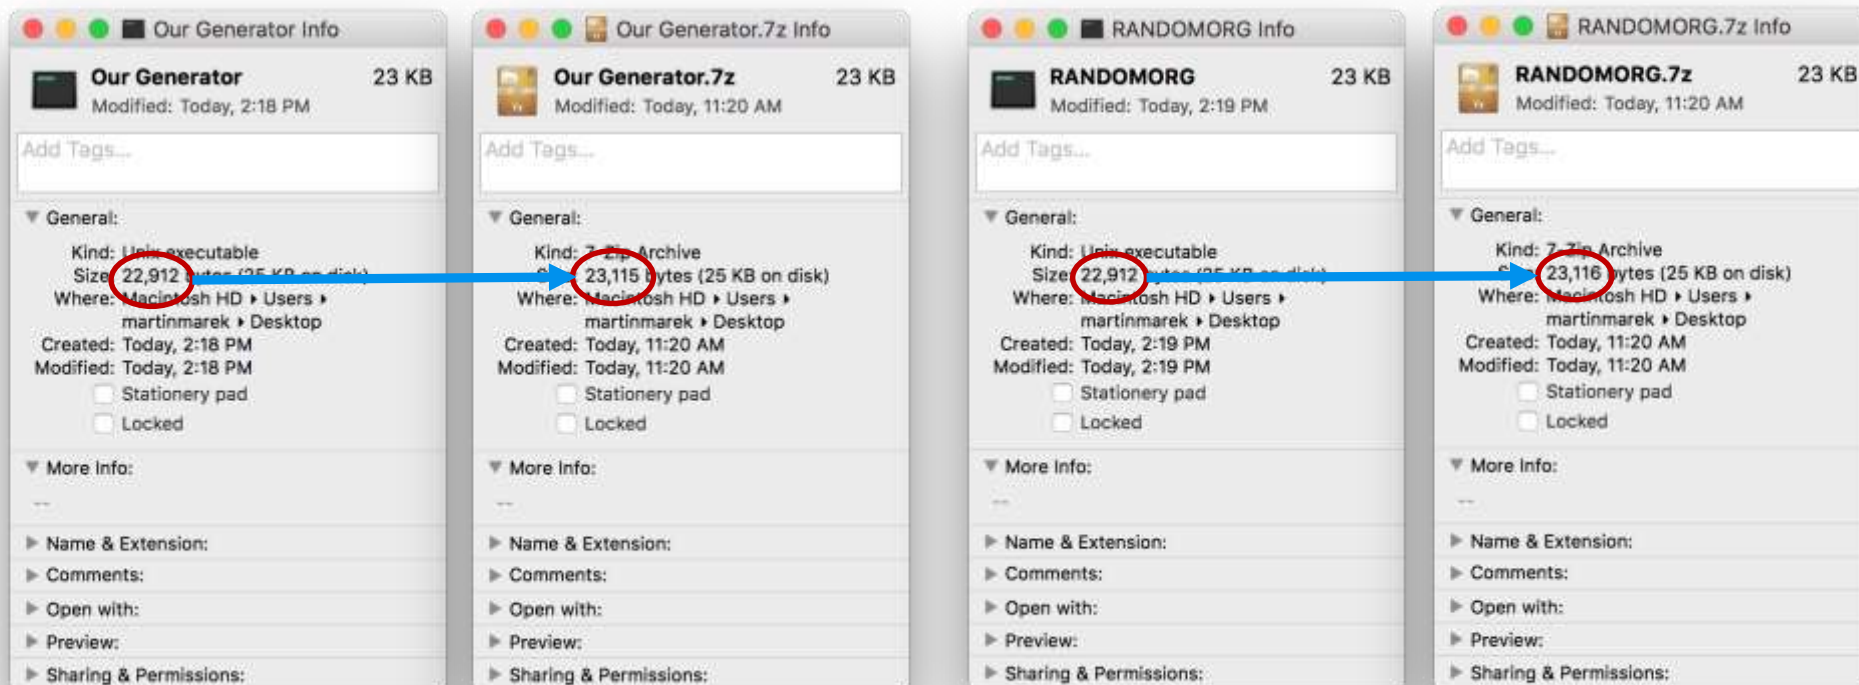 Our Generator Info
Our Generator 23 KB
Modified: Today, 2:18 PM
Add Tags...
General:
Kind: Unix executable
Size: 22,912 bytes (25 KB on disk)
Where: Macintosh HD ▸ Users ▸
martinmarek ▸ Desktop
Created: Today, 2:18 PM
Modified: Today, 2:18 PM
Stationery pad
Locked
More Info:
--
Name & Extension:
Comments:
Open with:
Preview:
Sharing & Permissions:
Our Generator.7z Info
Our Generator.7z 23 KB
Modified: Today, 11:20 AM
Add Tags...
General:
Kind: 7-Zip Archive
23,115 bytes (25 KB on disk)
Where: Macintosh HD ▸ Users ▸
martinmarek ▸ Desktop
Created: Today, 11:20 AM
Modified: Today, 11:20 AM
Stationery pad
Locked
More Info:
--
Name & Extension:
Comments:
Open with:
Preview:
Sharing & Permissions:
RANDOMORG Info
RANDOMORG 23 KB
Modified: Today, 2:19 PM
Add Tags...
General:
Kind: Unix executable
Size: 22,912 bytes (25 KB on disk)
Where: Macintosh HD ▸ Users ▸
martinmarek ▸ Desktop
Created: Today, 2:19 PM
Modified: Today, 2:19 PM
Stationery pad
Locked
More Info:
--
Name & Extension:
Comments:
Open with:
Preview:
Sharing & Permissions:
RANDOMORG.7z Info
RANDOMORG.7z 23 KB
Modified: Today, 11:20 AM
Add Tags...
General:
Kind: 7-Zip Archive
23,116 bytes (25 KB on disk)
Where: Macintosh HD ▸ Users ▸
martinmarek ▸ Desktop
Created: Today, 11:20 AM
Modified: Today, 11:20 AM
Stationery pad
Locked
More Info:
--
Name & Extension:
Comments:
Open with:
Preview:
Sharing & Permissions: